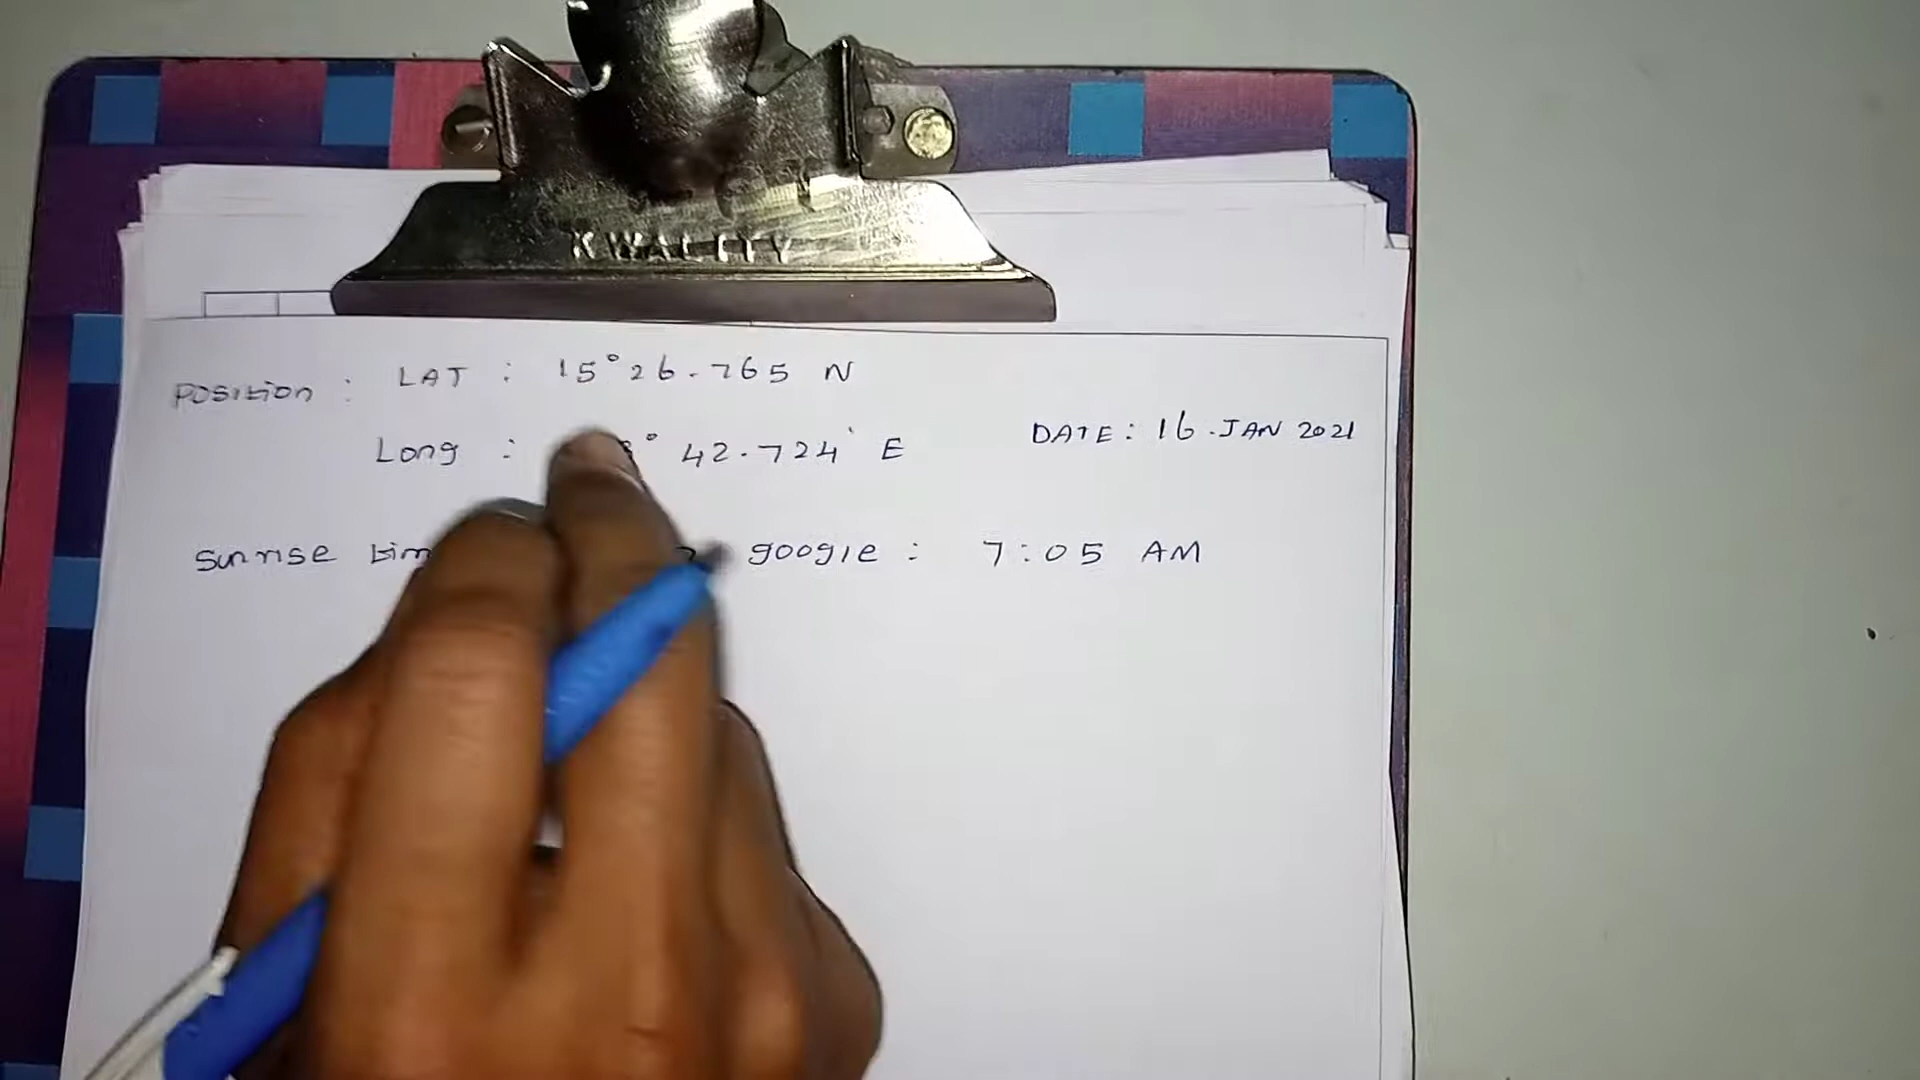 KWALITY
Position : LAT : 15° 26.765 N
Long : ° 42.724' E
DATE : 16 . JAN 2021
Sunrise google : 7:05 AM